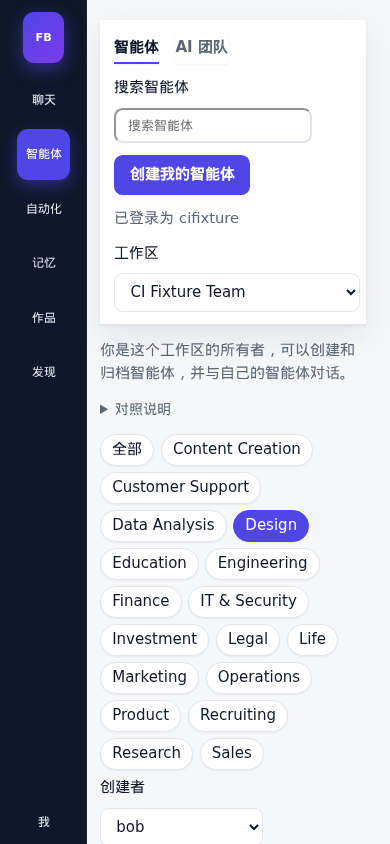 FB
聊天
智能体
自动化
记忆
作品
发现
我
智能体 AI 团队
搜索智能体
搜索智能体
创建我的智能体
已登录为 cifixture
工作区
CI Fixture Team
你是这个工作区的所有者，可以创建和
归档智能体，并与自己的智能体对话。
▶ 对照说明
全部 Content Creation
Customer Support
Data Analysis Design
Education Engineering
Finance IT & Security
Investment Legal Life
Marketing Operations
Product Recruiting
Research Sales
创建者
bob